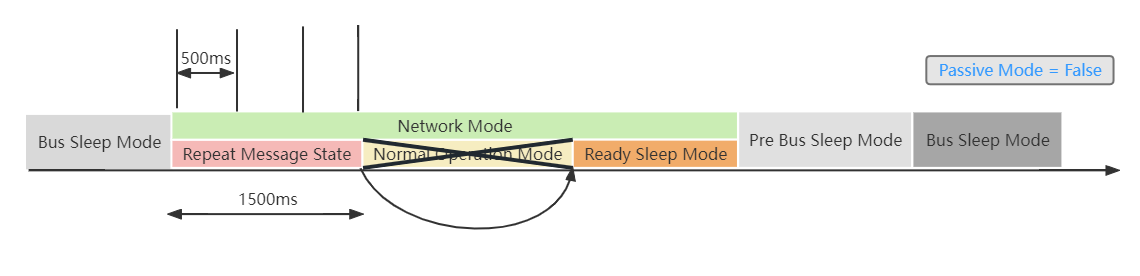 500ms
Passive Mode = False
Network Mode
Bus Sleep Mode
Repeat Message State
Normal Operation Mode
Ready Sleep Mode
Pre Bus Sleep Mode
Bus Sleep Mode
1500ms